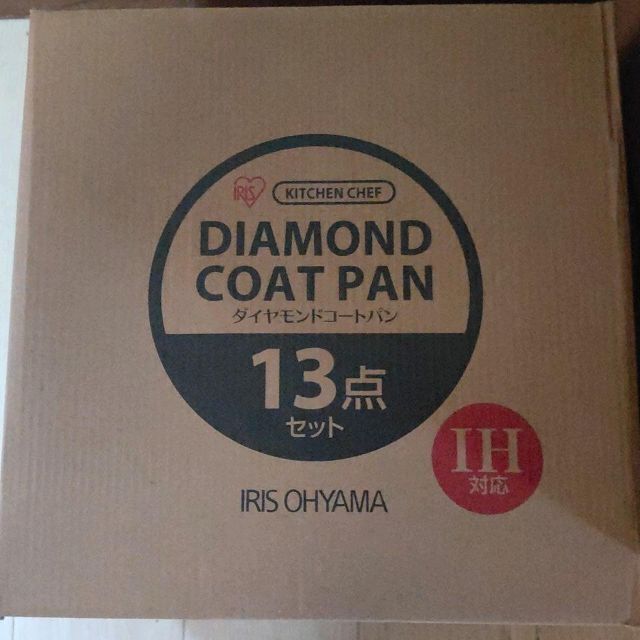 IRIS
KITCHEN CHEF
DIAMOND
COAT PAN
ダイヤモンドコートパン
13点
セット
IH
対応
IRIS OHYAMA